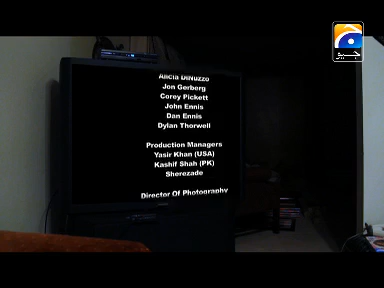 جیو
Alicia DiNuzzo
Jon Gerberg
Corey Pickett
John Ennis
Dan Ennis
Dylan Thorwell
Production Managers
Yasir Khan (USA)
Kashif Shah (PK)
Sherezade
Director Of Photography